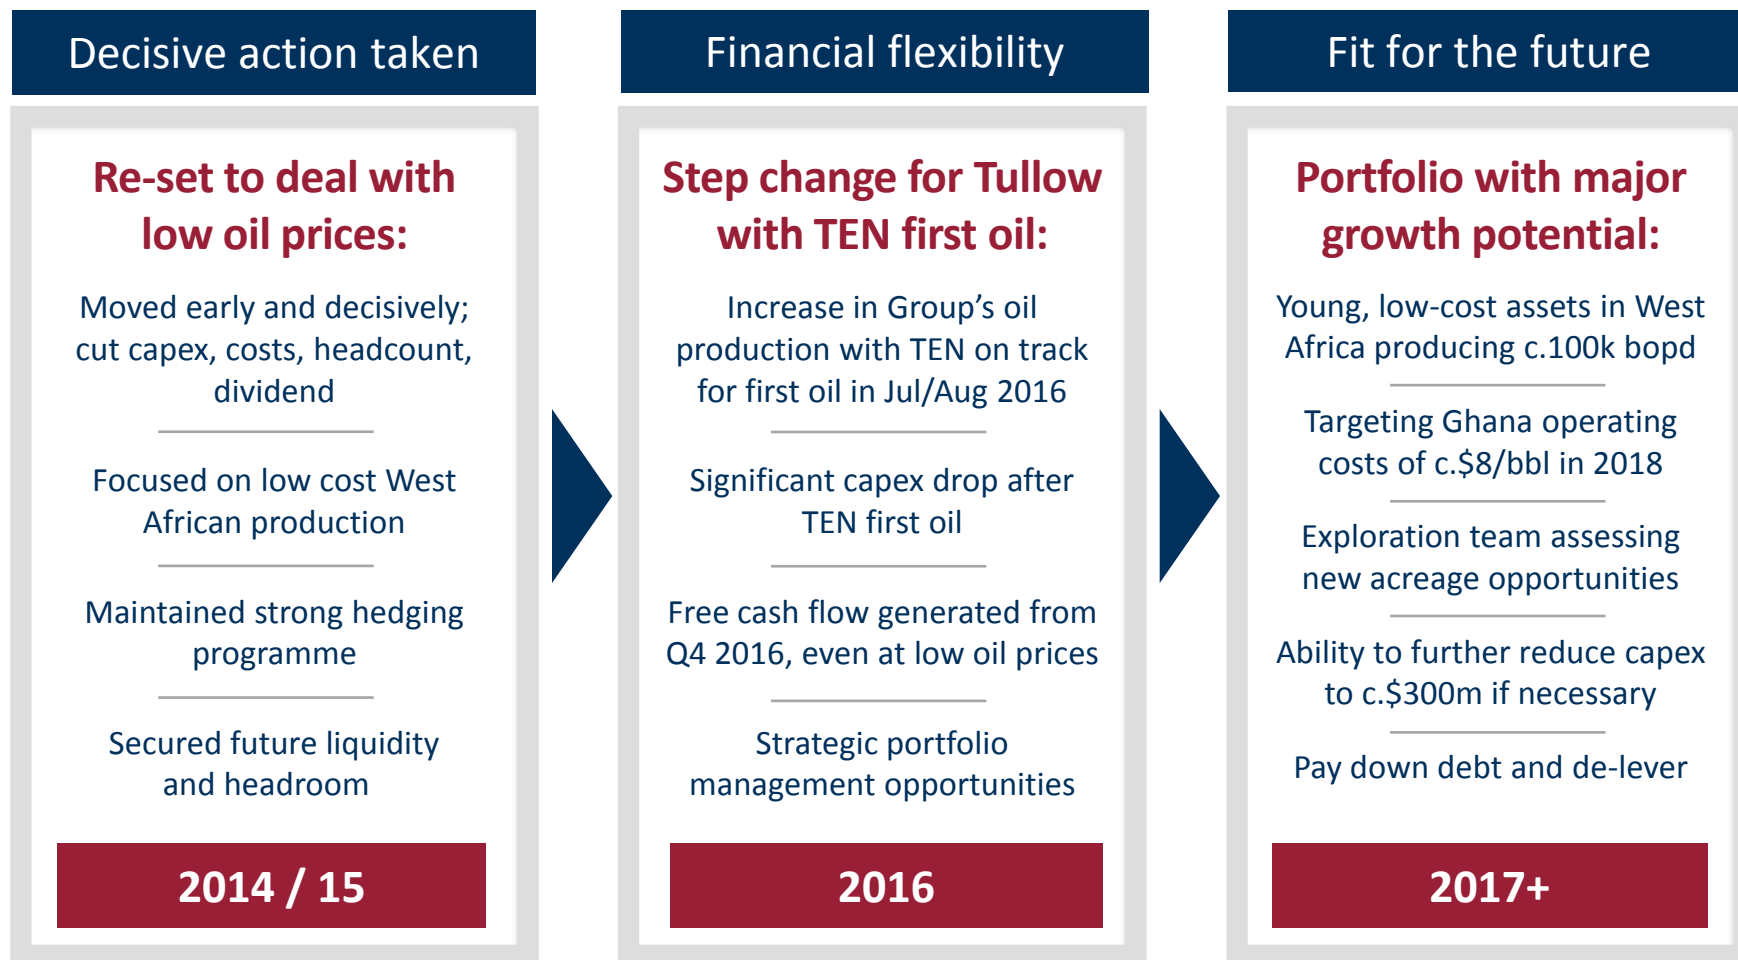 Decisive action taken
Re-set to deal with
low oil prices:
Moved early and decisively;
cut capex, costs, headcount,
dividend
Focused on low cost West
African production
Maintained strong hedging
programme
Secured future liquidity
and headroom
2014 / 15
Financial flexibility
Step change for Tullow
with TEN first oil:
Increase in Group’s oil
production with TEN on track
for first oil in Jul/Aug 2016
Significant capex drop after
TEN first oil
Free cash flow generated from
Q4 2016, even at low oil prices
Strategic portfolio
management opportunities
2016
Fit for the future
Portfolio with major
growth potential:
Young, low-cost assets in West
Africa producing c.100k bopd
Targeting Ghana operating
costs of c.$8/bbl in 2018
Exploration team assessing
new acreage opportunities
Ability to further reduce capex
to c.$300m if necessary
Pay down debt and de-lever
2017+